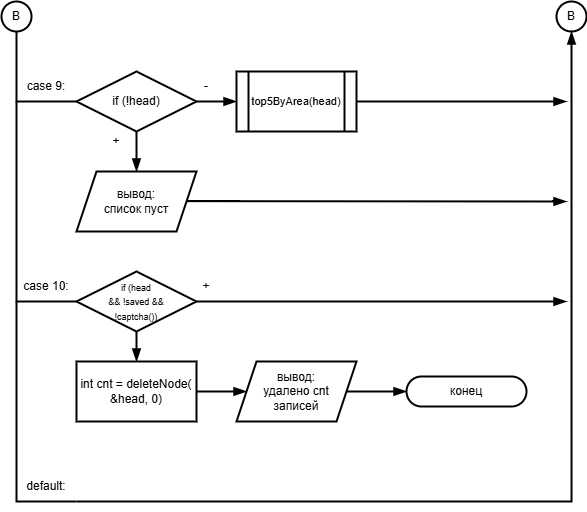 B
B
case 9:
if (!head)
-
top5ByArea(head)
+
вывод:
список пуст
case 10:
if (head
&& !saved &&
!captcha())
+
int cnt = deleteNode(
&head, 0)
вывод:
удалено cnt
записей
конец
default: